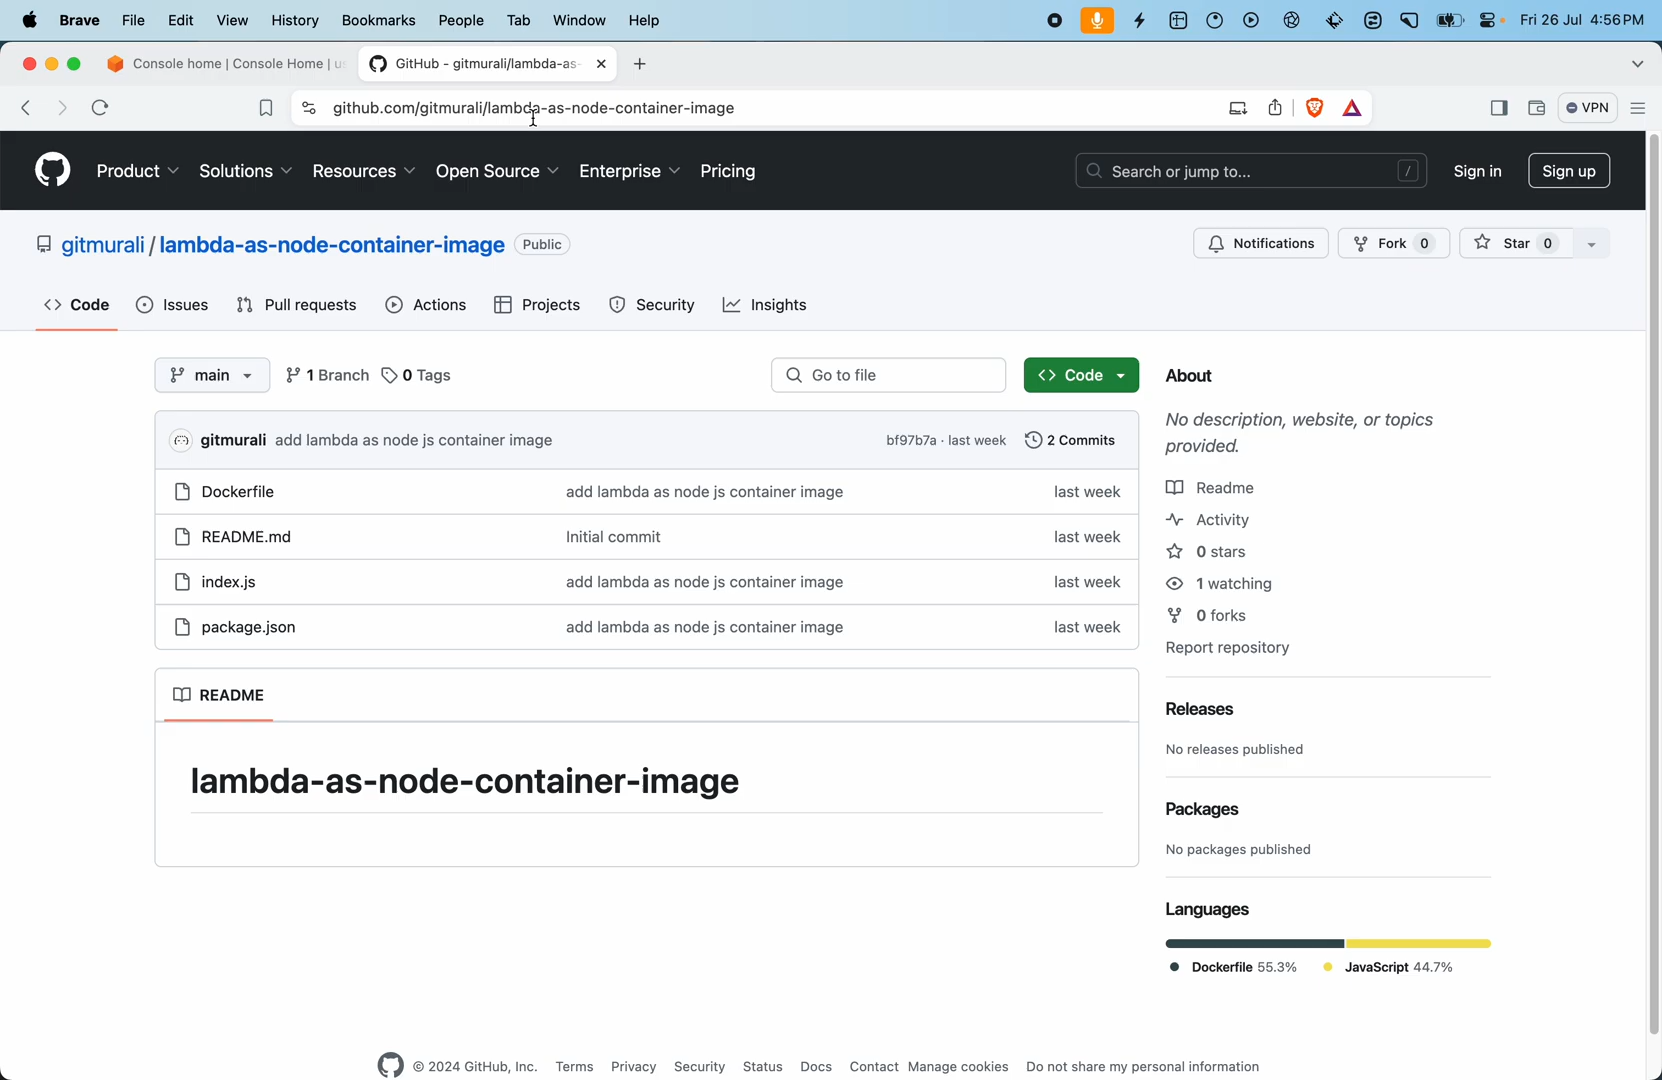 Brave File Edit View History Bookmarks People Tab Window Help Fri 26 Jul 4:56 PM
Console home | Console Home | us GitHub - gitmurali/lambda-as-
github.com/gitmurali/lambda-as-node-container-image VPN
Product Solutions Resources Open Source Enterprise Pricing Search or jump to... / Sign in Sign up
gitmurali / lambda-as-node-container-image Public Notifications Fork 0 Star 0
Code Issues Pull requests Actions Projects Security Insights
main 1 Branch 0 Tags Go to file Code About
No description, website, or topics
provided.
gitmurali add lambda as node js container image bf97b7a · last week 2 Commits
Readme
Dockerfile add lambda as node js container image last week
Activity
README.md Initial commit last week
0 stars
index.js add lambda as node js container image last week
1 watching
0 forks
package.json add lambda as node js container image last week
Report repository
README
Releases
No releases published
lambda-as-node-container-image
Packages
No packages published
Languages
Dockerfile 55.3% JavaScript 44.7%
© 2024 GitHub, Inc. Terms Privacy Security Status Docs Contact Manage cookies Do not share my personal information